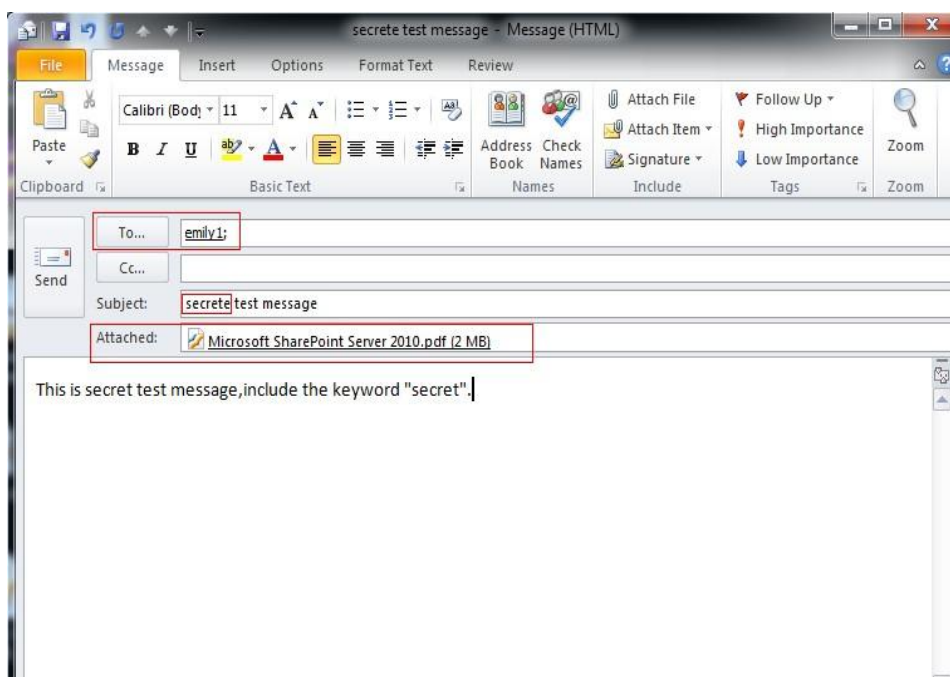 secrete test message - Message (HTML)
File Message Insert Options Format Text Review
Calibri (Body 11 A A
Attach File Follow Up
Attach Item High Importance
Paste B I U ab A Address Book Check Names Signature Low Importance Zoom
Clipboard Basic Text Names Include Tags Zoom
To... emily1;
Send Cc...
Subject: secrete test message
Attached: Microsoft SharePoint Server 2010.pdf (2 MB)
This is secret test message,include the keyword "secret".